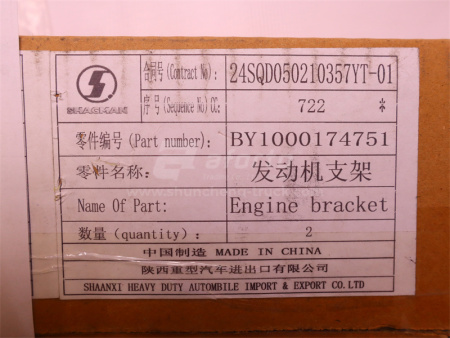 合同号(Contract No): 24SQD050210357YT-01
SHACMAN
序 号(Sequence No)CC: 722 *
零件编号(Part number): BY1000174751
零件名称: 发动机支架
Name Of Part: Engine bracket
数量(quantity): 2
中国制造 MADE IN CHINA
陕西重型汽车进出口有限公司
SHAANXI HEAVY DUTY AUTOMBILE IMPORT & EXPORT CO.LTD